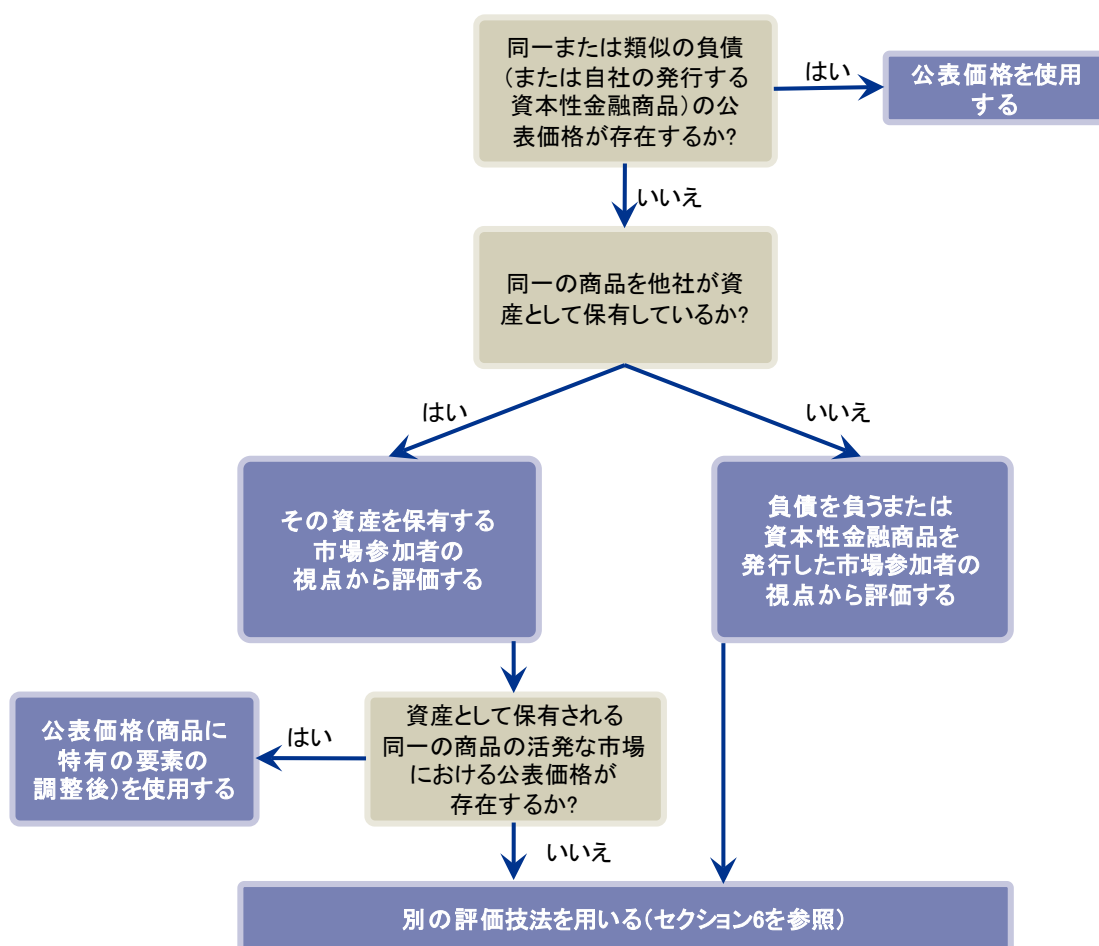 同一または類似の負債
(または自社の発行する
資本性金融商品)の公
表価格が存在するか?
はい
公表価格を使用
する
いいえ
同一の商品を他社が資
産として保有しているか?
はい
いいえ
その資産を保有する
市場参加者の
視点から評価する
負債を負うまたは
資本性金融商品を
発行した市場参加者の
視点から評価する
公表価格(商品に
特有の要素の
調整後)を使用する
はい
資産として保有される
同一の商品の活発な市場
における公表価格が
存在するか?
いいえ
別の評価技法を用いる(セクション6を参照)